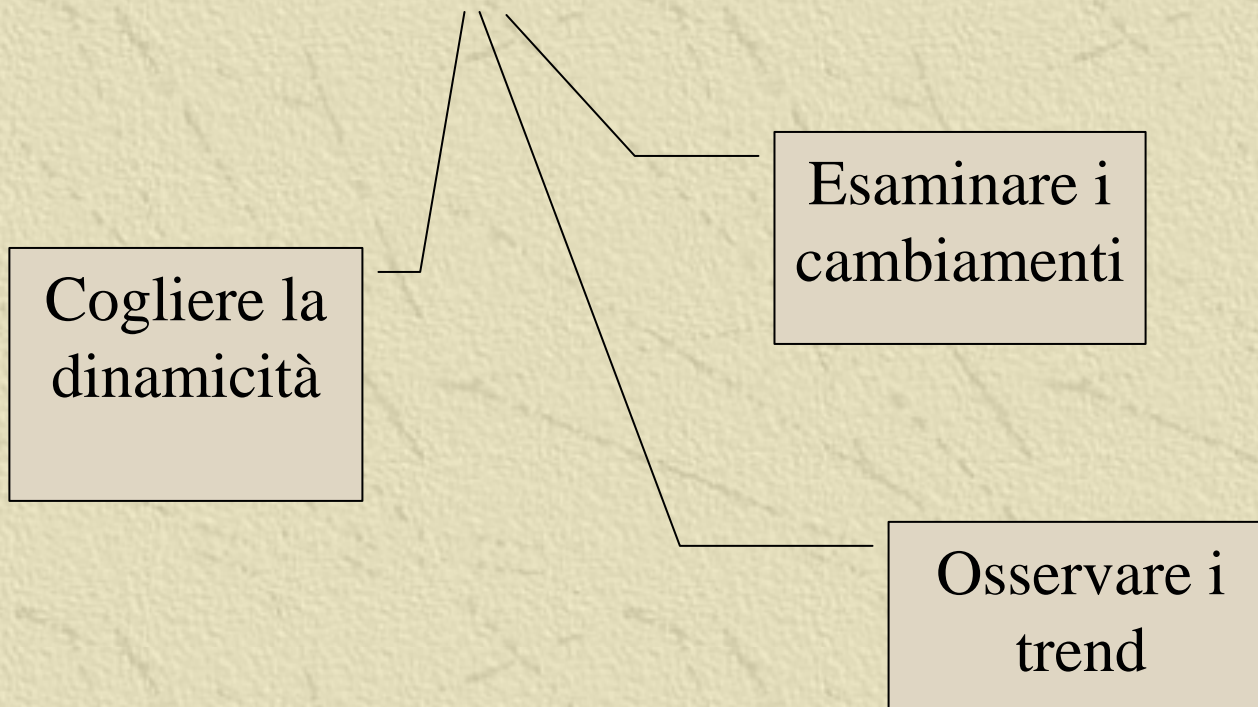 Esaminare i
cambiamenti
Cogliere la
dinamicità
Osservare i
trend